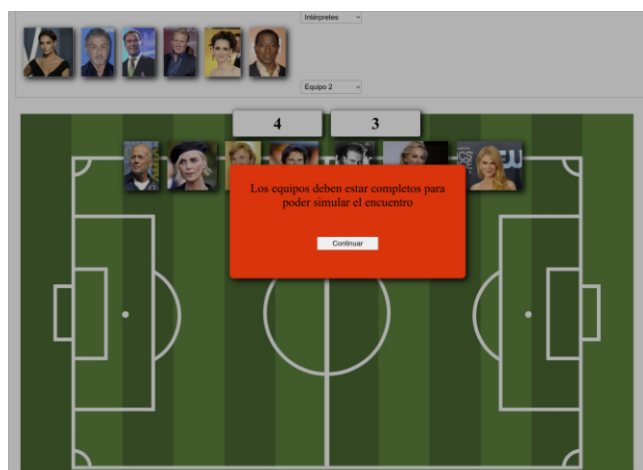 Intérpretes
Equipo 2
4
3
Los equipos deben estar completos para
poder simular el encuentro
Continuar